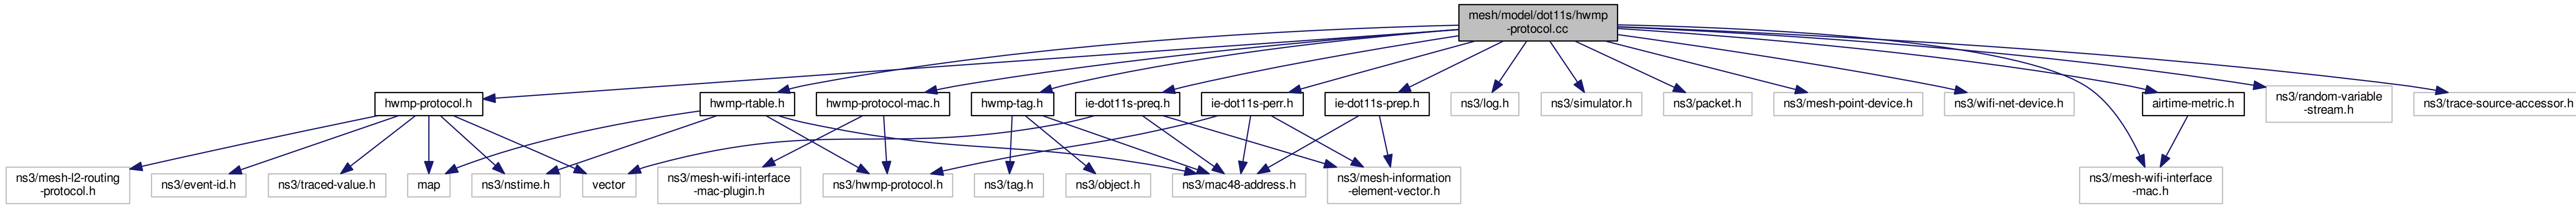 mesh/model/dot11s/hwmp
-protocol.cc
hwmp-protocol.h
hwmp-rtable.h
hwmp-protocol-mac.h
hwmp-tag.h
ie-dot11s-preq.h
ie-dot11s-perr.h
ie-dot11s-prep.h
ns3/log.h
ns3/simulator.h
ns3/packet.h
ns3/mesh-point-device.h
ns3/wifi-net-device.h
airtime-metric.h
ns3/random-variable
-stream.h
ns3/trace-source-accessor.h
ns3/mesh-l2-routing
-protocol.h
ns3/event-id.h
ns3/traced-value.h
map
ns3/nstime.h
vector
ns3/mesh-wifi-interface
-mac-plugin.h
ns3/hwmp-protocol.h
ns3/tag.h
ns3/object.h
ns3/mac48-address.h
ns3/mesh-information
-element-vector.h
ns3/mesh-wifi-interface
-mac.h